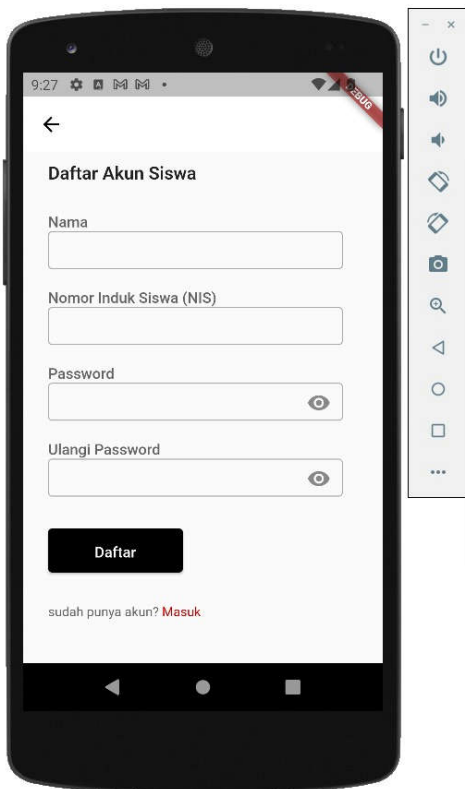 9:27
DEBUG
Daftar Akun Siswa
Nama
Nomor Induk Siswa (NIS)
Password
Ulangi Password
Daftar
sudah punya akun? Masuk